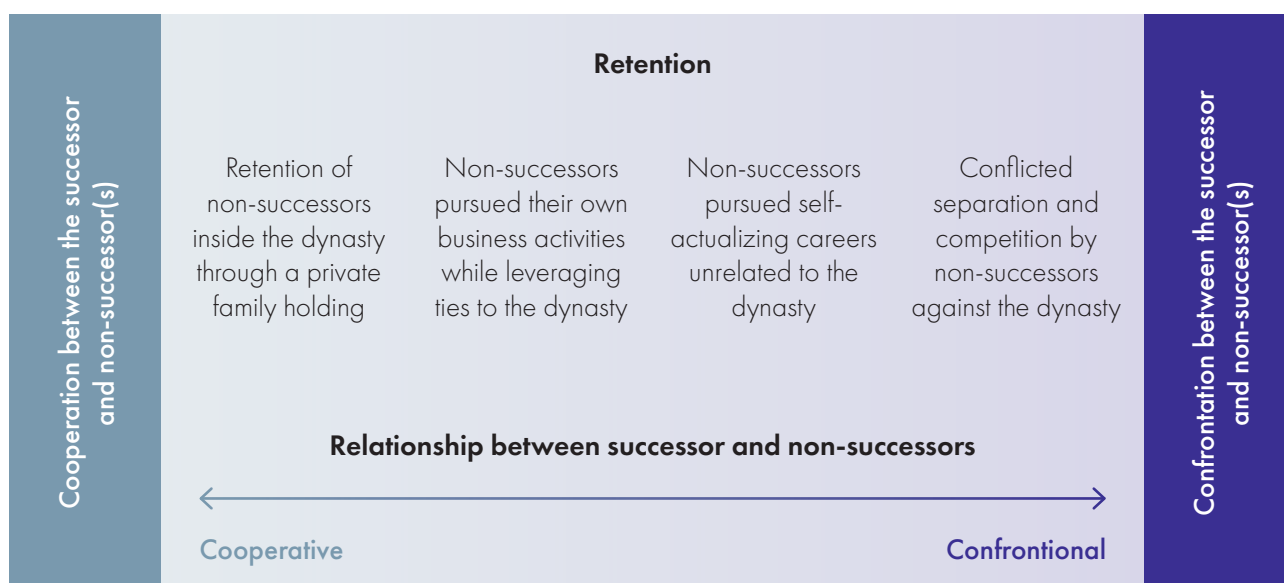 Cooperation between the successor
and non-successor(s)
Retention
Retention of
non-successors
inside the dynasty
through a private
family holding
Non-successors
pursued their own
business activities
while leveraging
ties to the dynasty
Non-successors
pursued self-
actualizing careers
unrelated to the
dynasty
Conflicted
separation and
competition by
non-successors
against the dynasty
Relationship between successor and non-successors
Cooperative
Confrontional
Confrontation between the successor
and non-successor(s)